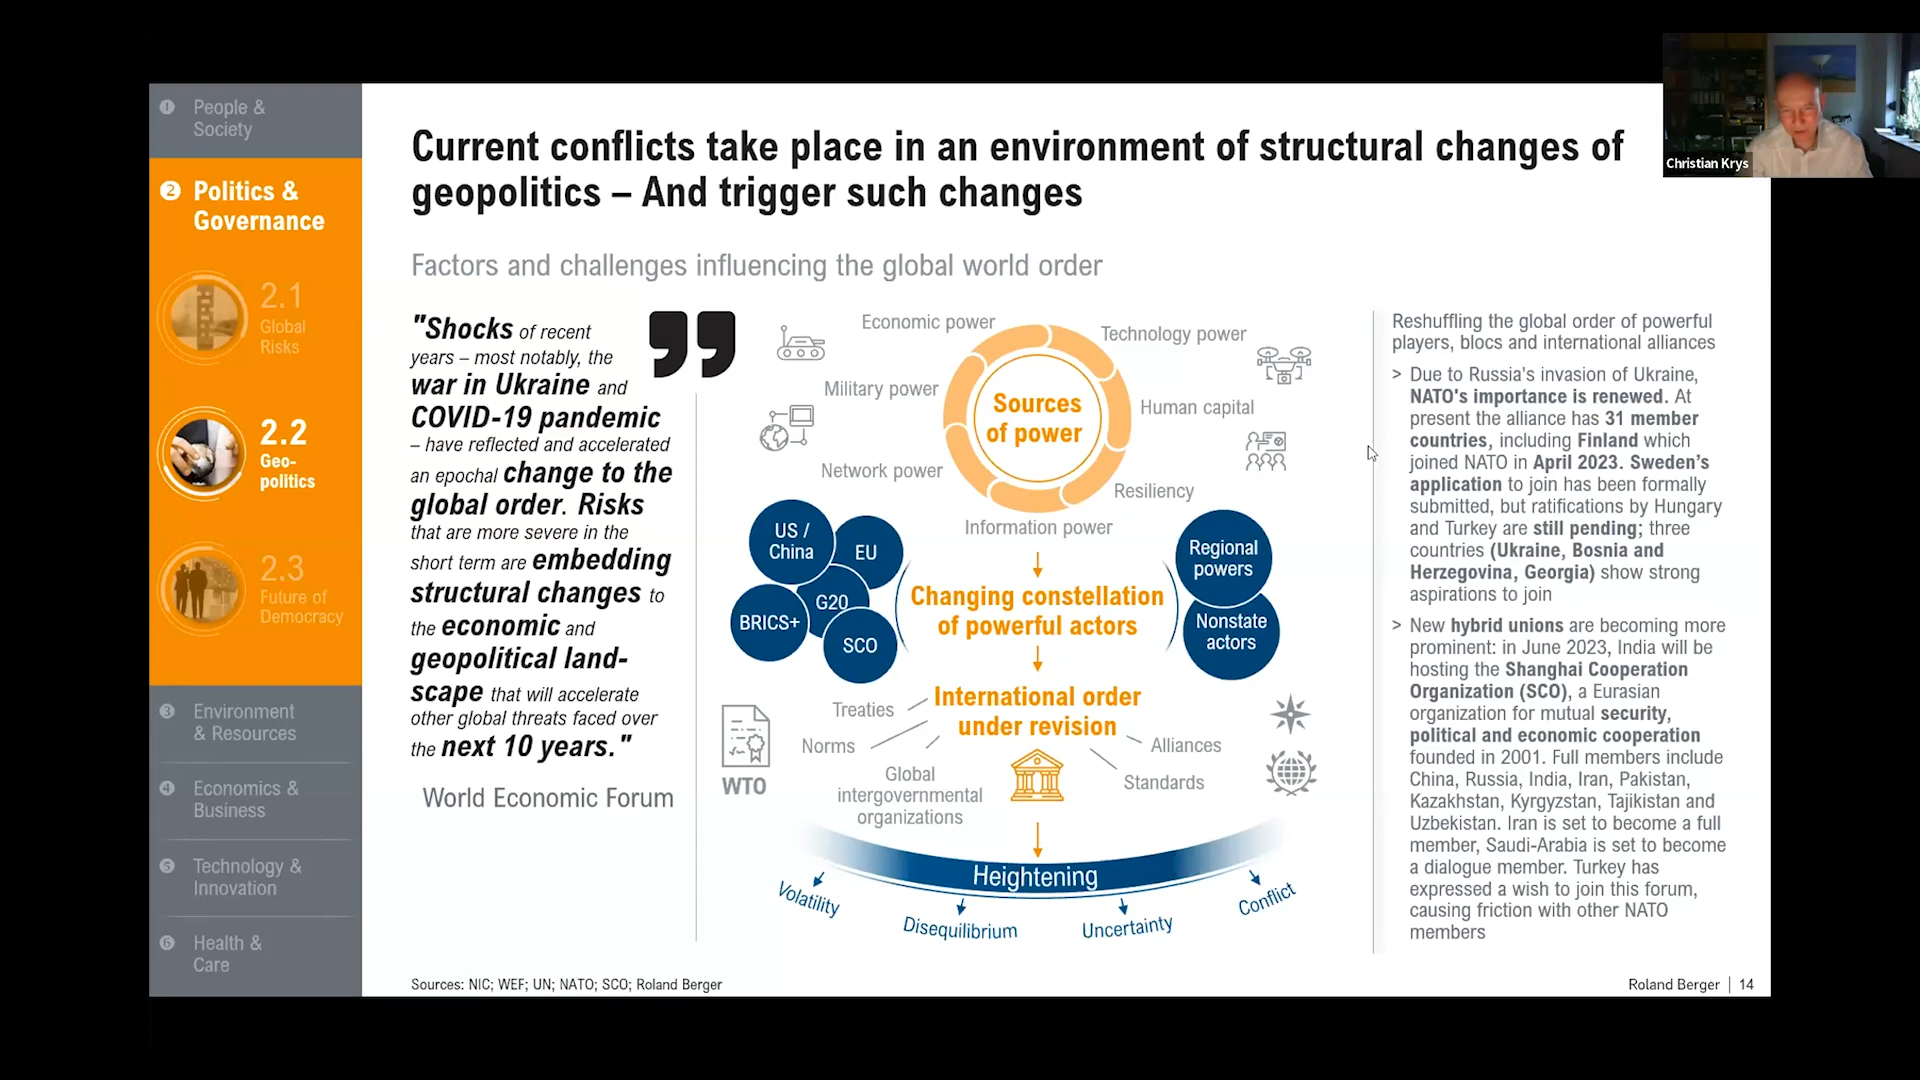 ❶ People &
Society
❷ Politics &
Governance
2.1
Global
Risks
2.2
Geo-
politics
2.3
Future of
Democracy
❸ Environment
& Resources
❹ Economics &
Business
❺ Technology &
Innovation
❻ Health &
Care
Current conflicts take place in an environment of structural changes of
geopolitics – And trigger such changes
Factors and challenges influencing the global world order
"Shocks of recent
years – most notably, the
war in Ukraine and
COVID-19 pandemic
– have reflected and accelerated
an epochal change to the
global order. Risks
that are more severe in the
short term are embedding
structural changes to
the economic and
geopolitical land-
scape that will accelerate
other global threats faced over
the next 10 years."
World Economic Forum
Economic power
Technology power
Military power
Human capital
Network power
Resiliency
Information power
Sources
of power
US /
China
EU
G20
BRICS+
SCO
Changing constellation
of powerful actors
Regional
powers
Nonstate
actors
International order
under revision
Treaties
Norms
Global
intergovernmental
organizations
Alliances
Standards
WTO
Heightening
Volatility
Disequilibrium
Uncertainty
Conflict
Reshuffling the global order of powerful
players, blocs and international alliances
> Due to Russia's invasion of Ukraine,
NATO's importance is renewed. At
present the alliance has 31 member
countries, including Finland which
joined NATO in April 2023. Sweden’s
application to join has been formally
submitted, but ratifications by Hungary
and Turkey are still pending; three
countries (Ukraine, Bosnia and
Herzegovina, Georgia) show strong
aspirations to join
> New hybrid unions are becoming more
prominent: in June 2023, India will be
hosting the Shanghai Cooperation
Organization (SCO), a Eurasian
organization for mutual security,
political and economic cooperation
founded in 2001. Full members include
China, Russia, India, Iran, Pakistan,
Kazakhstan, Kyrgyzstan, Tajikistan and
Uzbekistan. Iran is set to become a full
member, Saudi-Arabia is set to become
a dialogue member. Turkey has
expressed a wish to join this forum,
causing friction with other NATO
members
Sources: NIC; WEF; UN; NATO; SCO; Roland Berger
Roland Berger | 14
Christian Krys